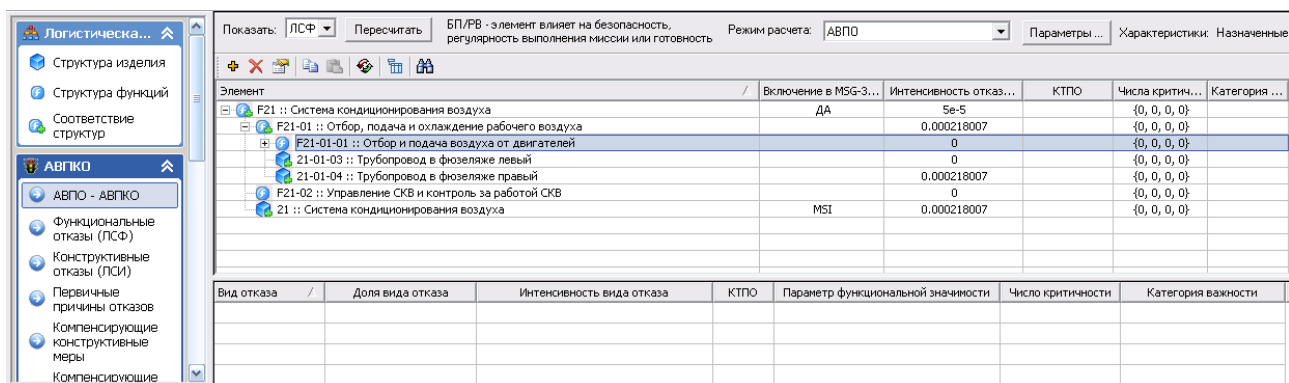 Логистическа...
Структура изделия
Структура функций
Соответствие
структур
АВПКО
АВПО - АВПКО
Функциональные
отказы (ЛСФ)
Конструктивные
отказы (ЛСИ)
Первичные
причины отказов
Компенсирующие
конструктивные
меры
Компенсирующие
Показать: ЛСФ Пересчитать БП/РВ - элемент влияет на безопасность,
регулярность выполнения миссии или готовность
Режим расчета: АВПО Параметры ... Характеристики: Назначенные
Элемент / Включение в MSG-3... Интенсивность отказ... КТПО Числа критич... Категория ...
F21 :: Система кондиционирования воздуха ДА 5e-5 {0, 0, 0, 0}
F21-01 :: Отбор, подача и охлаждение рабочего воздуха 0.000218007 {0, 0, 0, 0}
F21-01-01 :: Отбор и подача воздуха от двигателей 0 {0, 0, 0, 0}
21-01-03 :: Трубопровод в фюзеляже левый 0 {0, 0, 0, 0}
21-01-04 :: Трубопровод в фюзеляже правый 0.000218007 {0, 0, 0, 0}
F21-02 :: Управление СКВ и контроль за работой СКВ 0 {0, 0, 0, 0}
21 :: Система кондиционирования воздуха MSI 0.000218007 {0, 0, 0, 0}
Вид отказа / Доля вида отказа Интенсивность вида отказа КТПО Параметр функциональной значимости Число критичности Категория важности